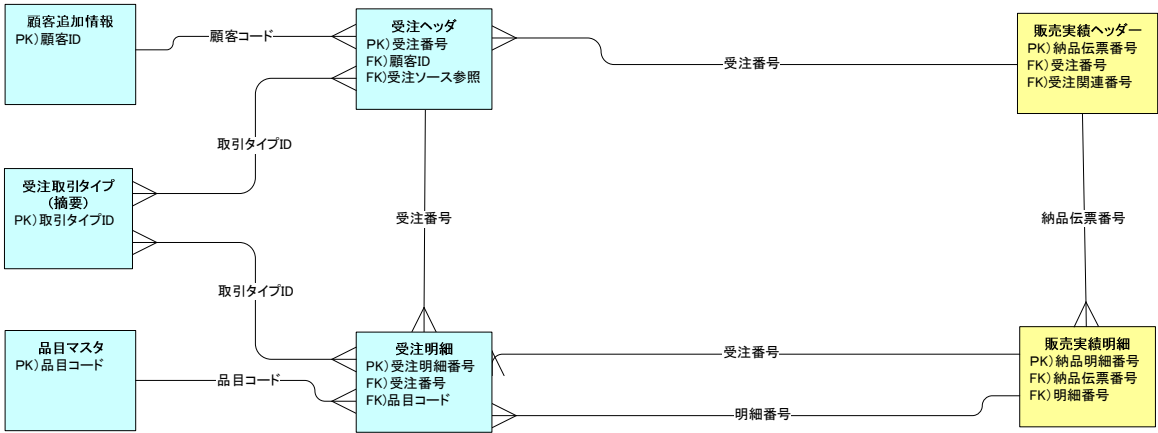 顧客追加情報
PK)顧客ID
顧客コード
受注ヘッダ
PK)受注番号
FK)顧客ID
FK)受注ソース参照
受注番号
販売実績ヘッダー
PK)納品伝票番号
FK)受注番号
FK)受注関連番号
取引タイプID
受注取引タイプ
(摘要)
PK)取引タイプID
受注番号
納品伝票番号
取引タイプID
品目マスタ
PK)品目コード
品目コード
受注明細
PK)受注明細番号
FK)受注番号
FK)品目コード
受注番号
明細番号
販売実績明細
PK)納品明細番号
FK)納品伝票番号
FK)明細番号